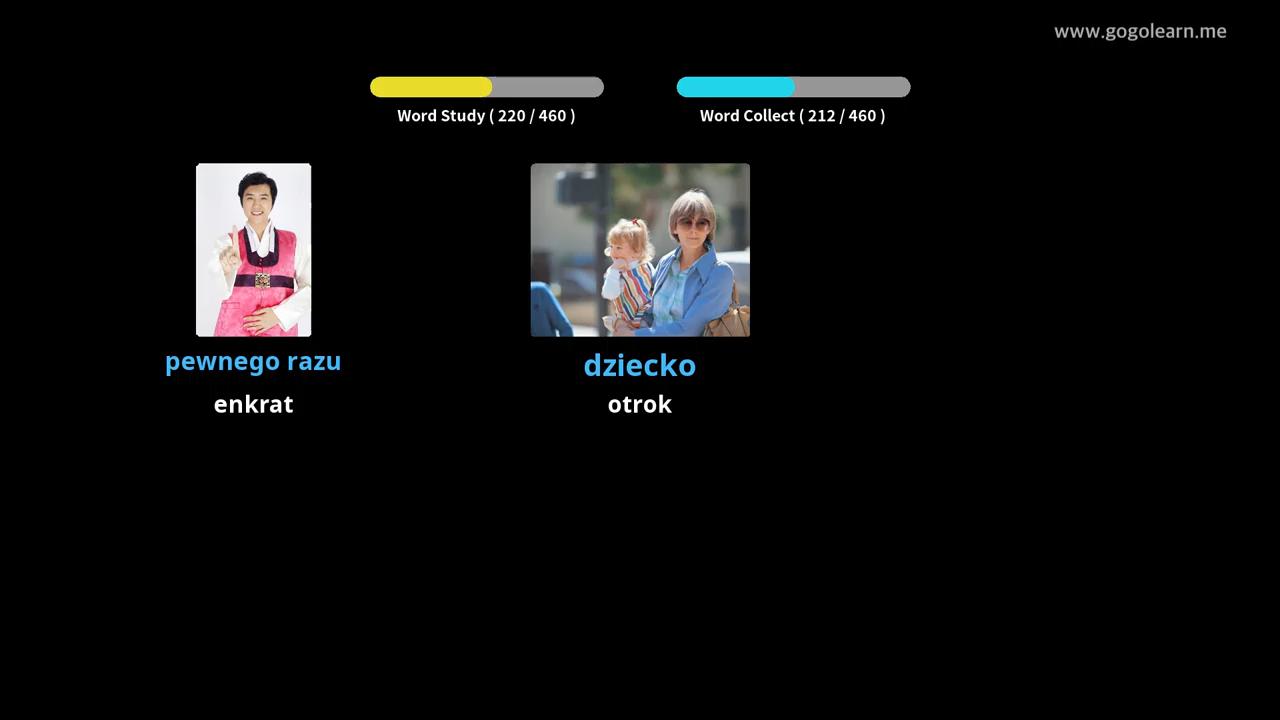 www.gogolearn.me
Word Study ( 220 / 460 )
Word Collect ( 212 / 460 )
pewnego razu
enkrat
dziecko
otrok